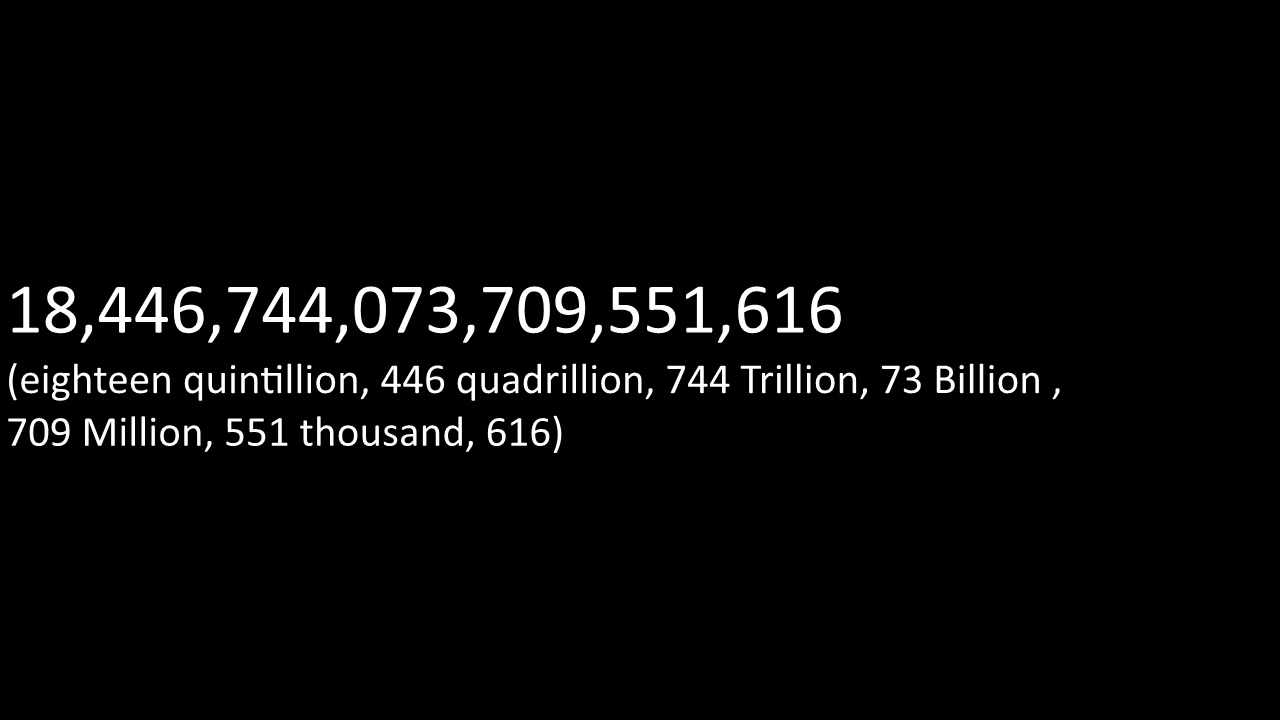 18,446,744,073,709,551,616
(eighteen quintillion, 446 quadrillion, 744 Trillion, 73 Billion ,
709 Million, 551 thousand, 616)